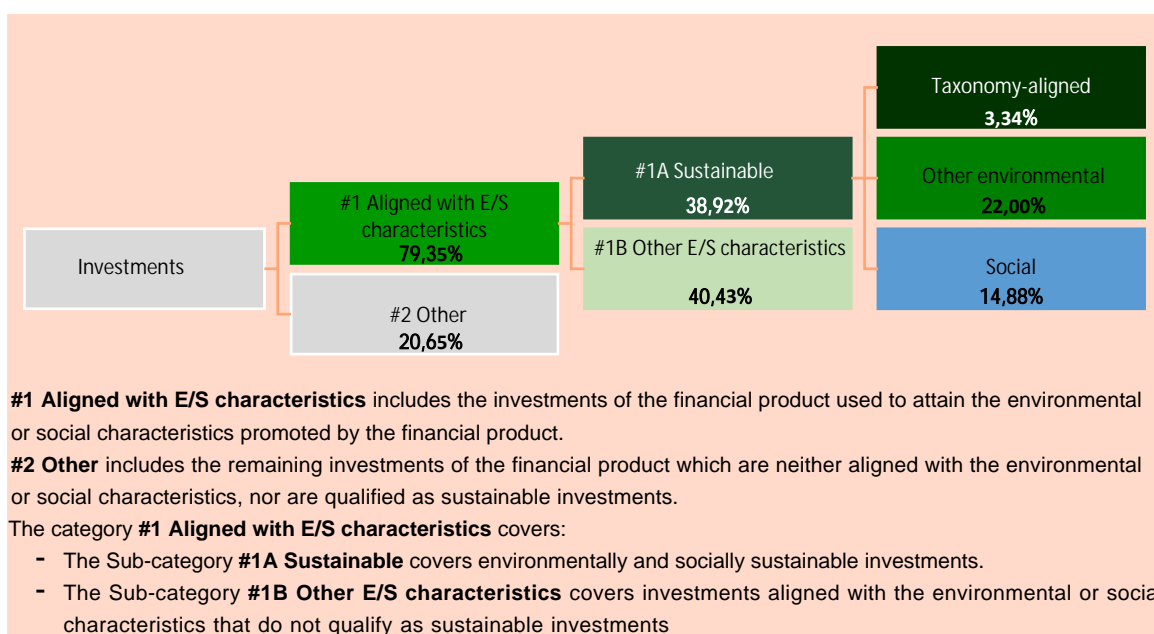 Taxonomy-aligned
3,34%
#1A Sustainable
38,92%
Other environmental
22,00%
#1 Aligned with E/S
characteristics
79,35%
#1B Other E/S characteristics
40,43%
Social
14,88%
Investments
#2 Other
20,65%
#1 Aligned with E/S characteristics includes the investments of the financial product used to attain the environmental
or social characteristics promoted by the financial product.
#2 Other includes the remaining investments of the financial product which are neither aligned with the environmental
or social characteristics, nor are qualified as sustainable investments.
The category #1 Aligned with E/S characteristics covers:
- The Sub-category #1A Sustainable covers environmentally and socially sustainable investments.
- The Sub-category #1B Other E/S characteristics covers investments aligned with the environmental or socia
characteristics that do not qualify as sustainable investments